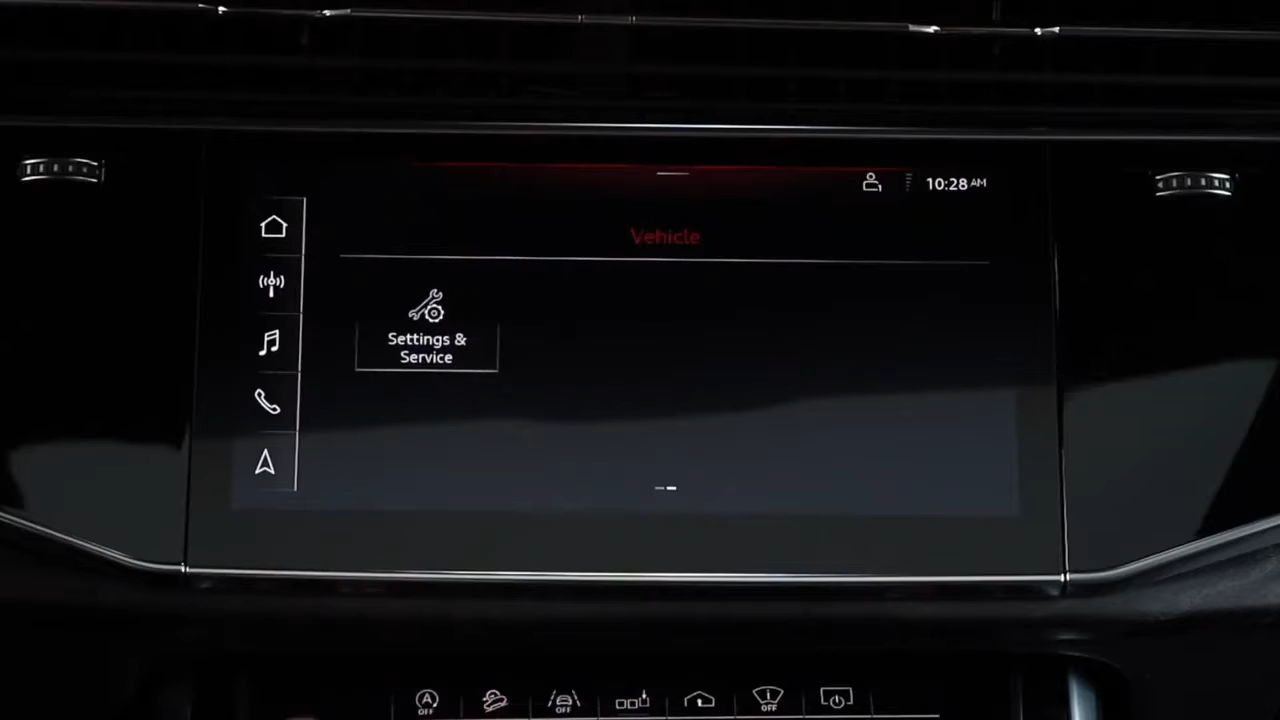 10:28 AM
Vehicle
Settings &
Service
A
OFF
OFF
OFF